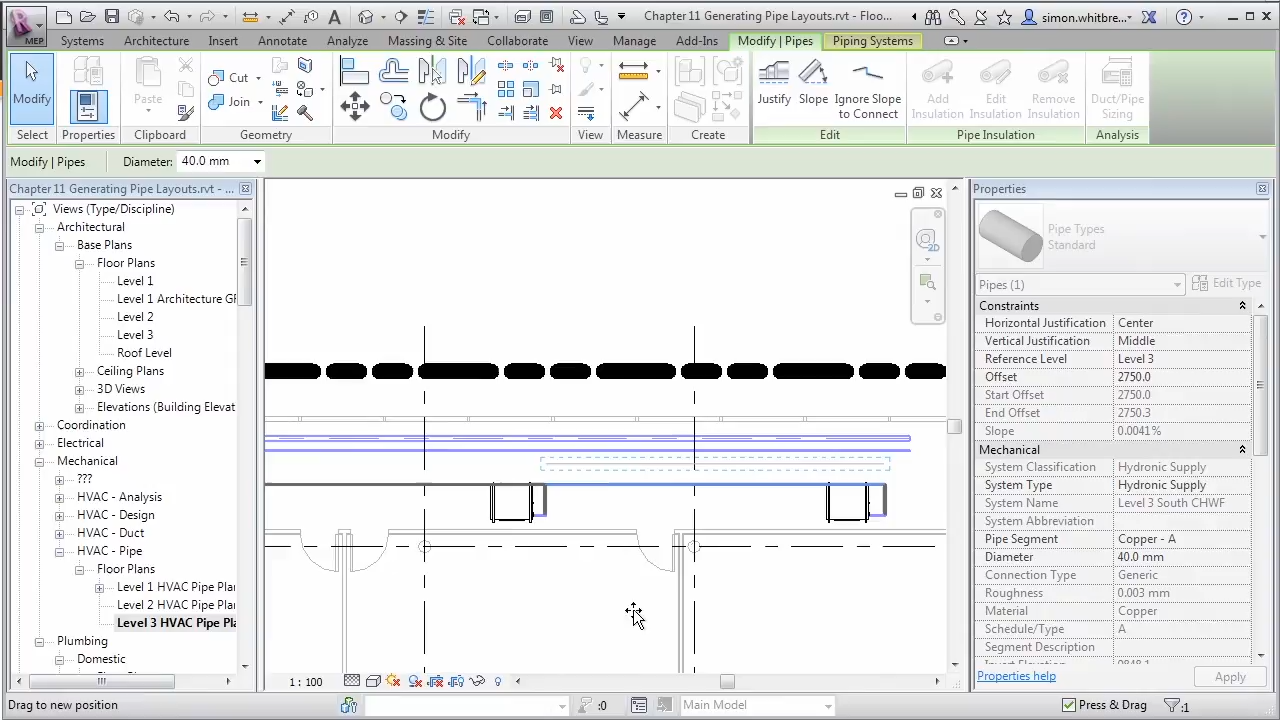 Chapter 11 Generating Pipe Layouts.rvt - Floo...
simon.whitbre...
MEP
Systems Architecture Insert Annotate Analyze Massing & Site Collaborate View Manage Add-Ins Modify | Pipes Piping Systems
Modify
Paste
Cut
Join
Justify Slope Ignore Slope to Connect
Add Insulation Edit Insulation Remove Insulation
Duct/Pipe Sizing
Select Properties Clipboard Geometry Modify View Measure Create Edit Pipe Insulation Analysis
Modify | Pipes Diameter: 40.0 mm
Chapter 11 Generating Pipe Layouts.rvt - ...
Views (Type/Discipline)
Architectural
Base Plans
Floor Plans
Level 1
Level 1 Architecture GF
Level 2
Level 3
Roof Level
Ceiling Plans
3D Views
Elevations (Building Elevat
Coordination
Electrical
Mechanical
???
HVAC - Analysis
HVAC - Design
HVAC - Duct
HVAC - Pipe
Floor Plans
Level 1 HVAC Pipe Plan
Level 2 HVAC Pipe Plan
Level 3 HVAC Pipe Pla
Plumbing
Domestic
2D
1 : 100
Properties
Pipe Types
Standard
Pipes (1) Edit Type
Constraints
Horizontal Justification Center
Vertical Justification Middle
Reference Level Level 3
Offset 2750.0
Start Offset 2750.0
End Offset 2750.3
Slope 0.0041%
Mechanical
System Classification Hydronic Supply
System Type Hydronic Supply
System Name Level 3 South CHWF
System Abbreviation
Pipe Segment Copper - A
Diameter 40.0 mm
Connection Type Generic
Roughness 0.003 mm
Material Copper
Schedule/Type A
Segment Description
Properties help Apply
Drag to new position :0 Main Model Press & Drag :1